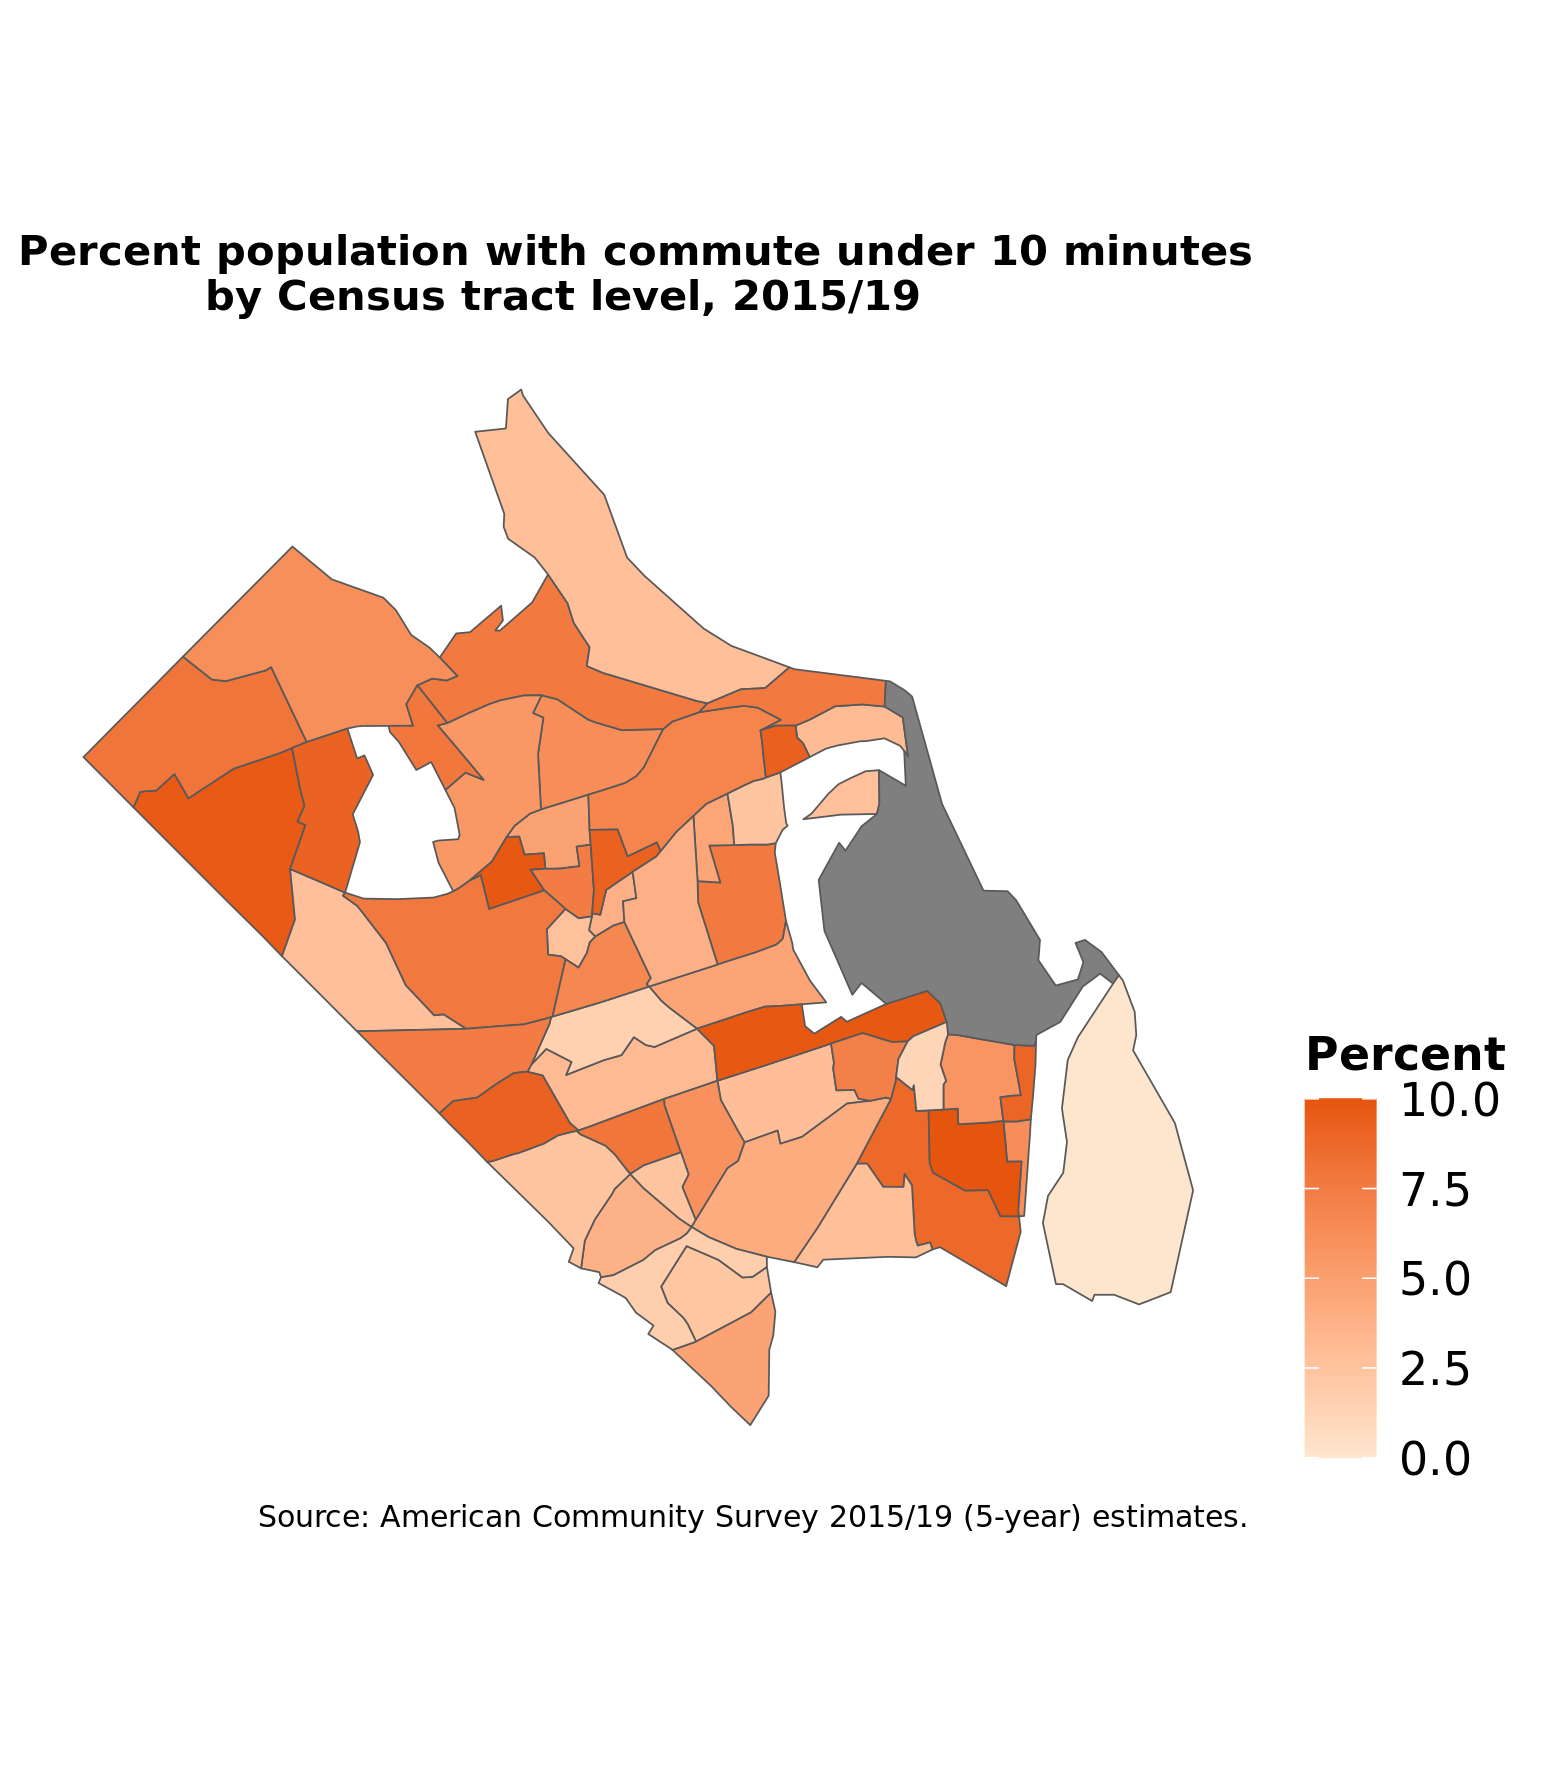 Percent population with commute under 10 minutes
by Census tract level, 2015/19
Percent
10.0
7.5
5.0
2.5
0.0
Source: American Community Survey 2015/19 (5-year) estimates.